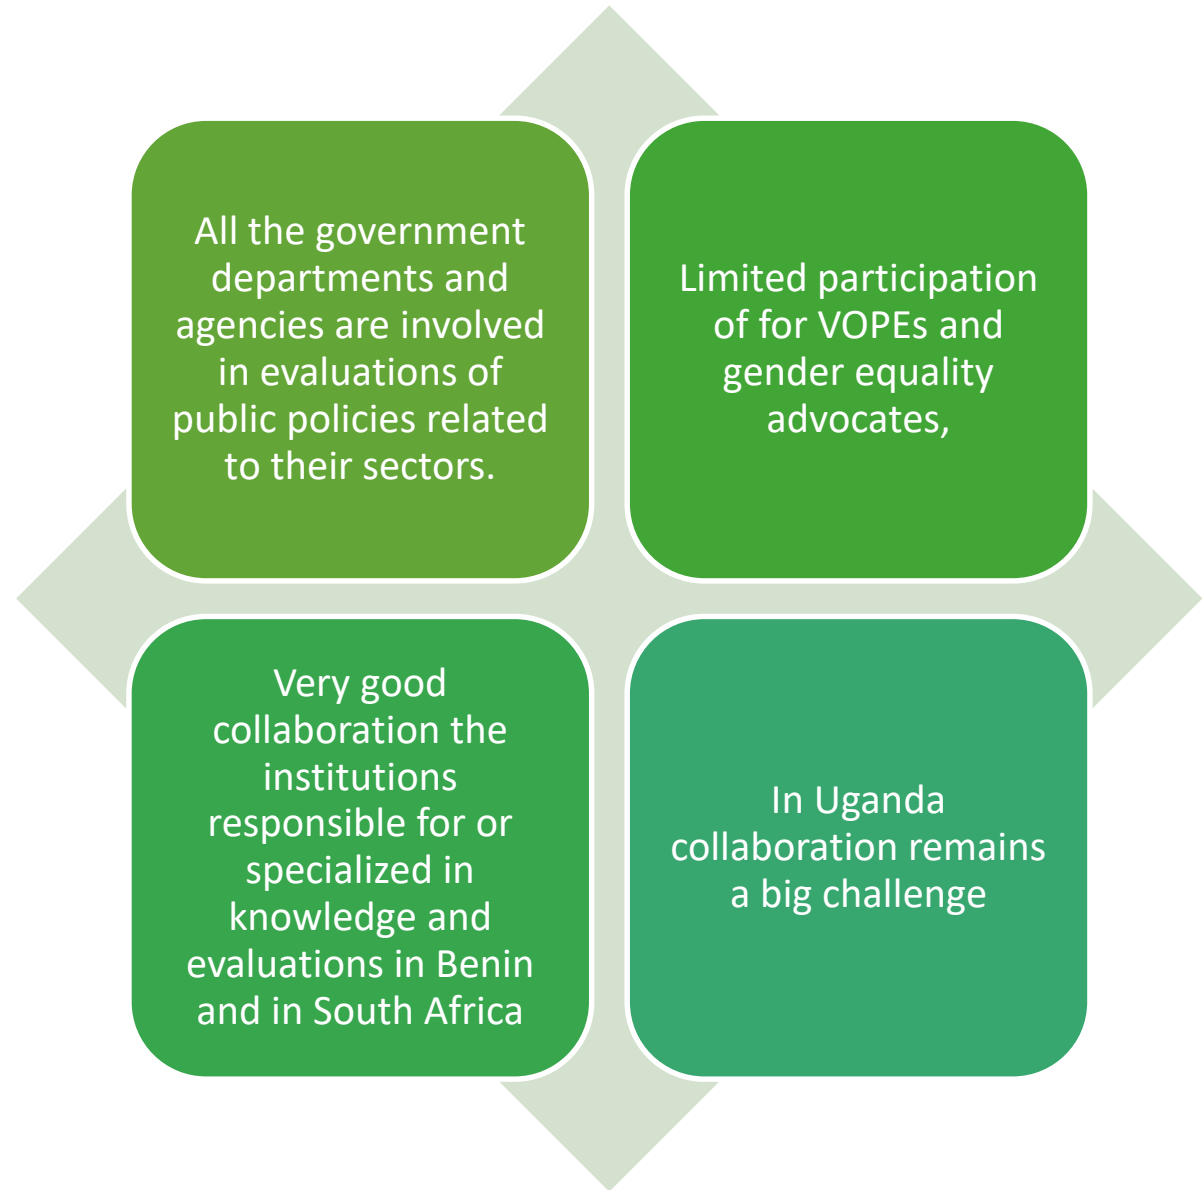 All the government
departments and
agencies are involved
in evaluations of
public policies related
to their sectors.
Limited participation
of for VOPEs and
gender equality
advocates,
Very good
collaboration the
institutions
responsible for or
specialized in
knowledge and
evaluations in Benin
and in South Africa
In Uganda
collaboration remains
a big challenge